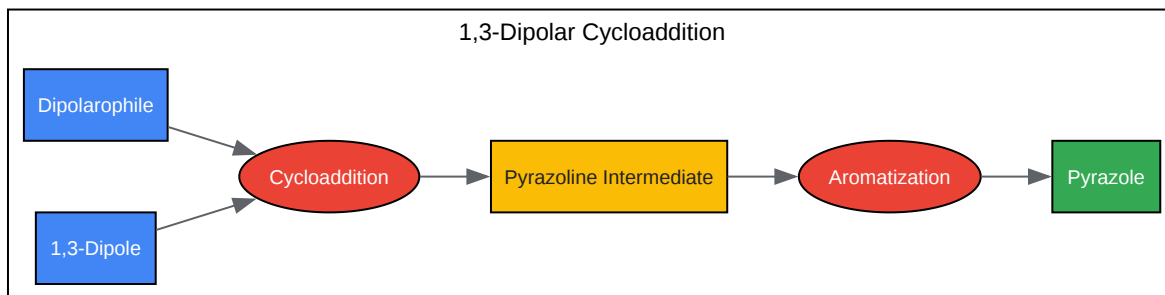 1,3-Dipolar Cycloaddition
Dipolarophile
1,3-Dipole
Cycloaddition
Pyrazoline Intermediate
Aromatization
Pyrazole